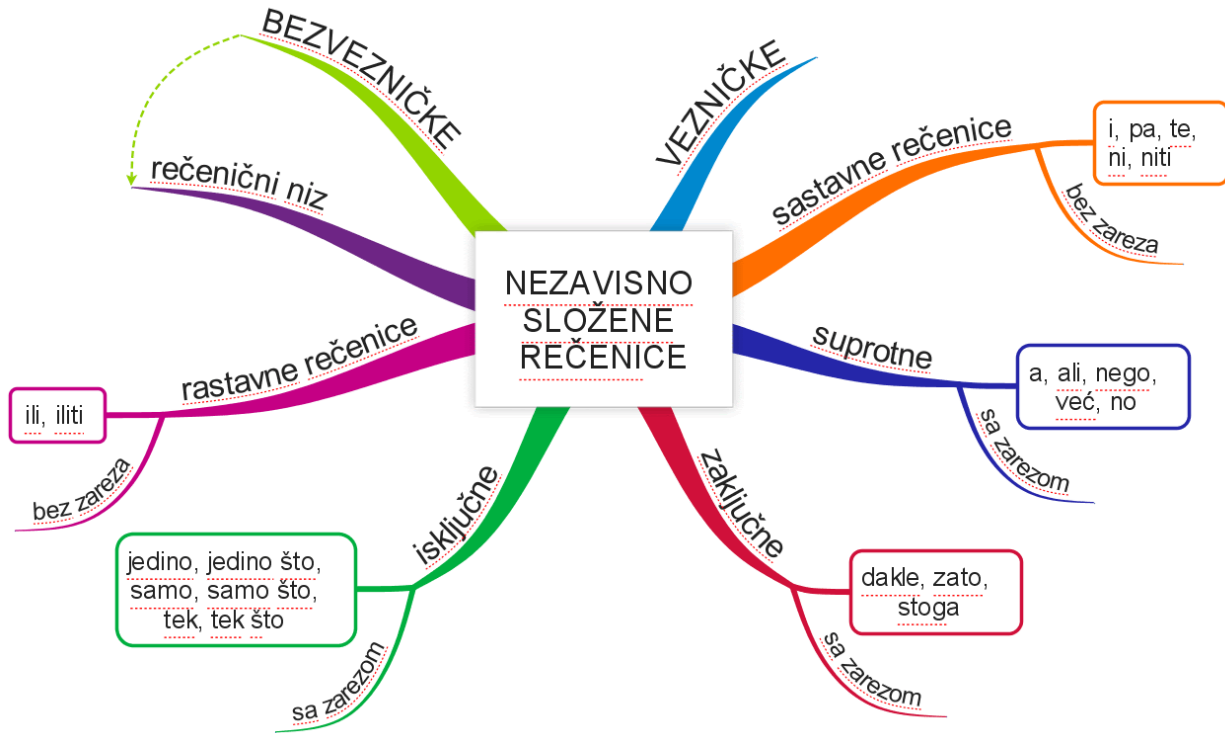 NEZAVISNO
SLOŽENE
REČENICE
BEZVEZNIČKE
rečenični niz
VEZNIČKE
sastavne rečenice
i, pa, te,
ni, niti
bez zareza
suprotne
a, ali, nego,
već, no
sa zarezom
zaključne
dakle, zato,
stoga
sa zarezom
isključne
jedino, jedino što,
samo, samo što,
tek, tek što
sa zarezom
rastavne rečenice
ili, iliti
bez zareza